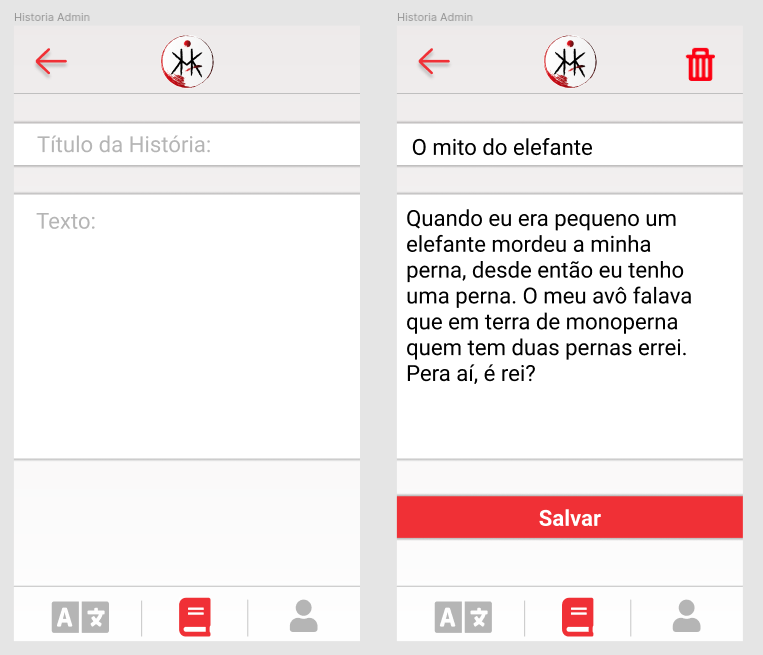 Historia Admin
Título da História:
Texto:
A
Historia Admin
O mito do elefante
Quando eu era pequeno um
elefante mordeu a minha
perna, desde então eu tenho
uma perna. O meu avô falava
que em terra de monoperna
quem tem duas pernas errei.
Pera aí, é rei?
Salvar
A